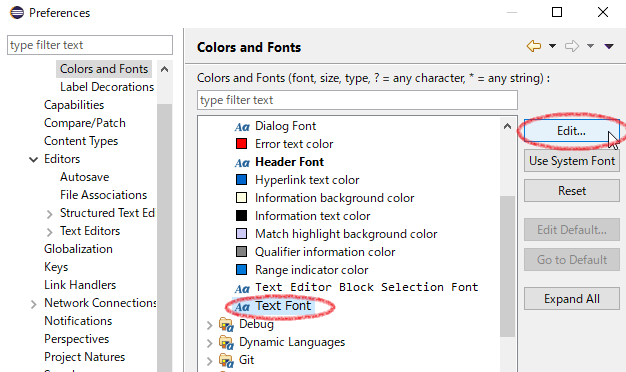 Preferences
type filter text
Colors and Fonts
Label Decorations
Capabilities
Compare/Patch
Content Types
Editors
Autosave
File Associations
Structured Text Ed
Text Editors
Globalization
Keys
Link Handlers
Network Connections
Notifications
Perspectives
Project Natures
Colors and Fonts
Colors and Fonts (font, size, type, ? = any character, * = any string) :
type filter text
Dialog Font
Error text color
Header Font
Hyperlink text color
Information background color
Information text color
Match highlight background color
Qualifier information color
Range indicator color
Text Editor Block Selection Font
Text Font
Debug
Dynamic Languages
Git
Edit...
Use System Font
Reset
Edit Default...
Go to Default
Expand All